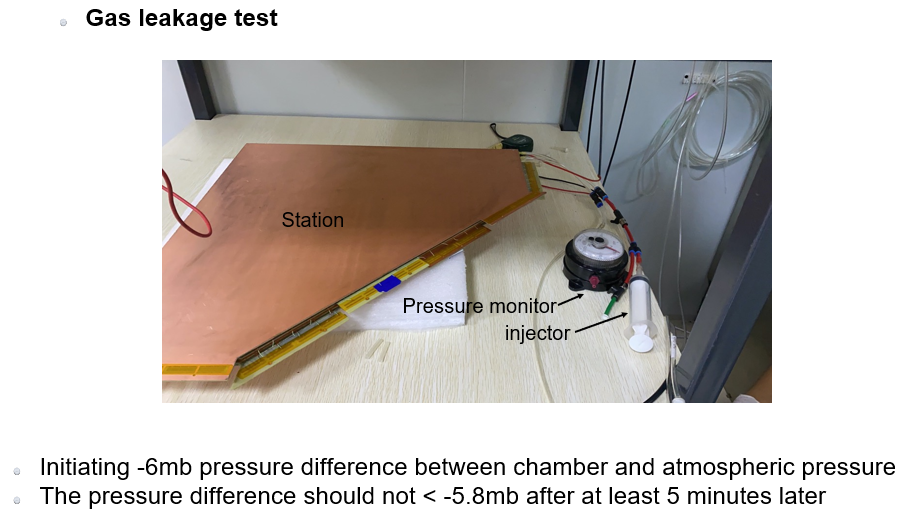 Gas leakage test
Station
Pressure monitor
injector
Initiating -6mb pressure difference between chamber and atmospheric pressure
The pressure difference should not < -5.8mb after at least 5 minutes later